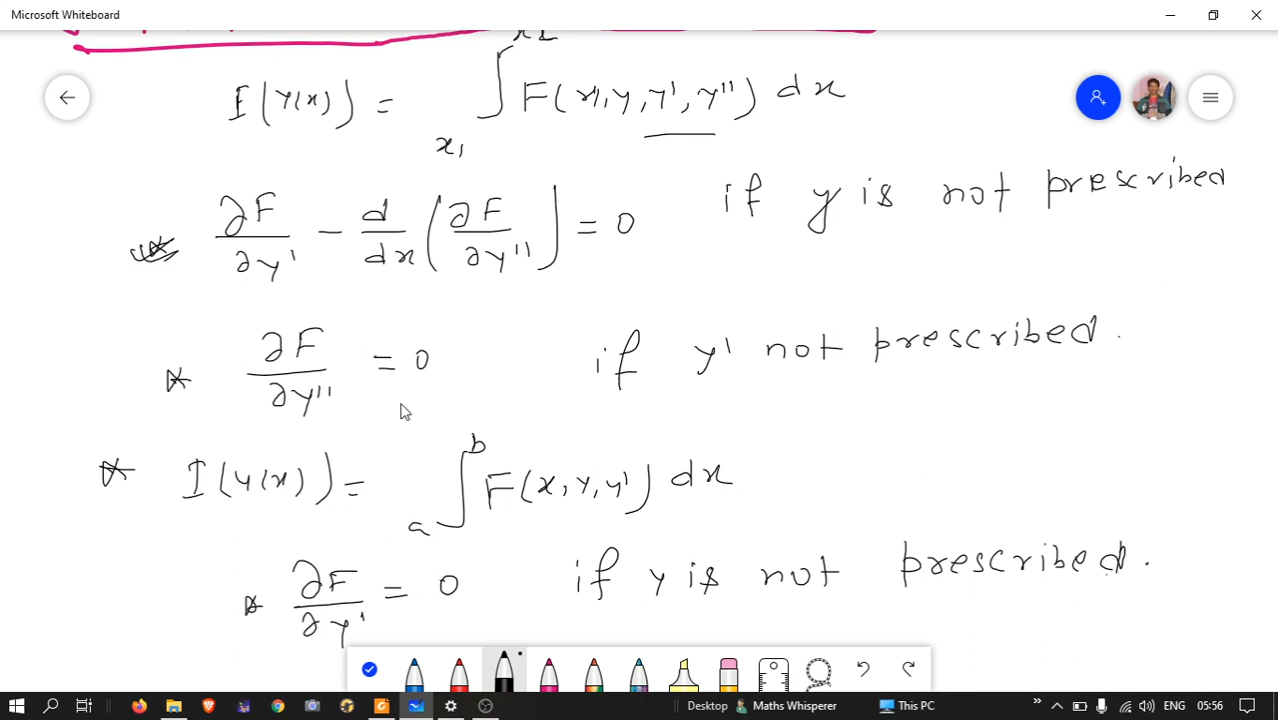 Microsoft Whiteboard
x2
I(y(x)) = ∫ F(x, y, y', y'') dx
x1
∂F/∂y' − d/dx (∂F/∂y'') = 0 if y is not prescribed
∂F/∂y'' = 0 if y' not prescribed.
b
I(y(x)) = ∫ F(x, y, y') dx
a
∂F/∂y' = 0 if y is not prescribed.
Desktop Maths Whisperer This PC ENG 05:56